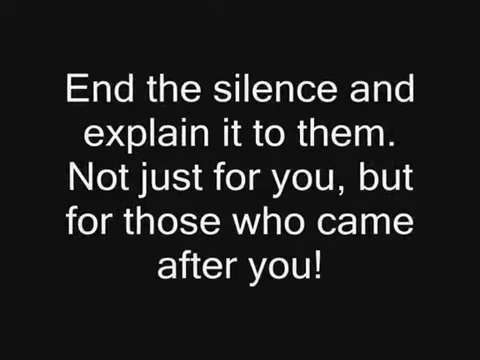 End the silence and
explain it to them.
Not just for you, but
for those who came
after you!